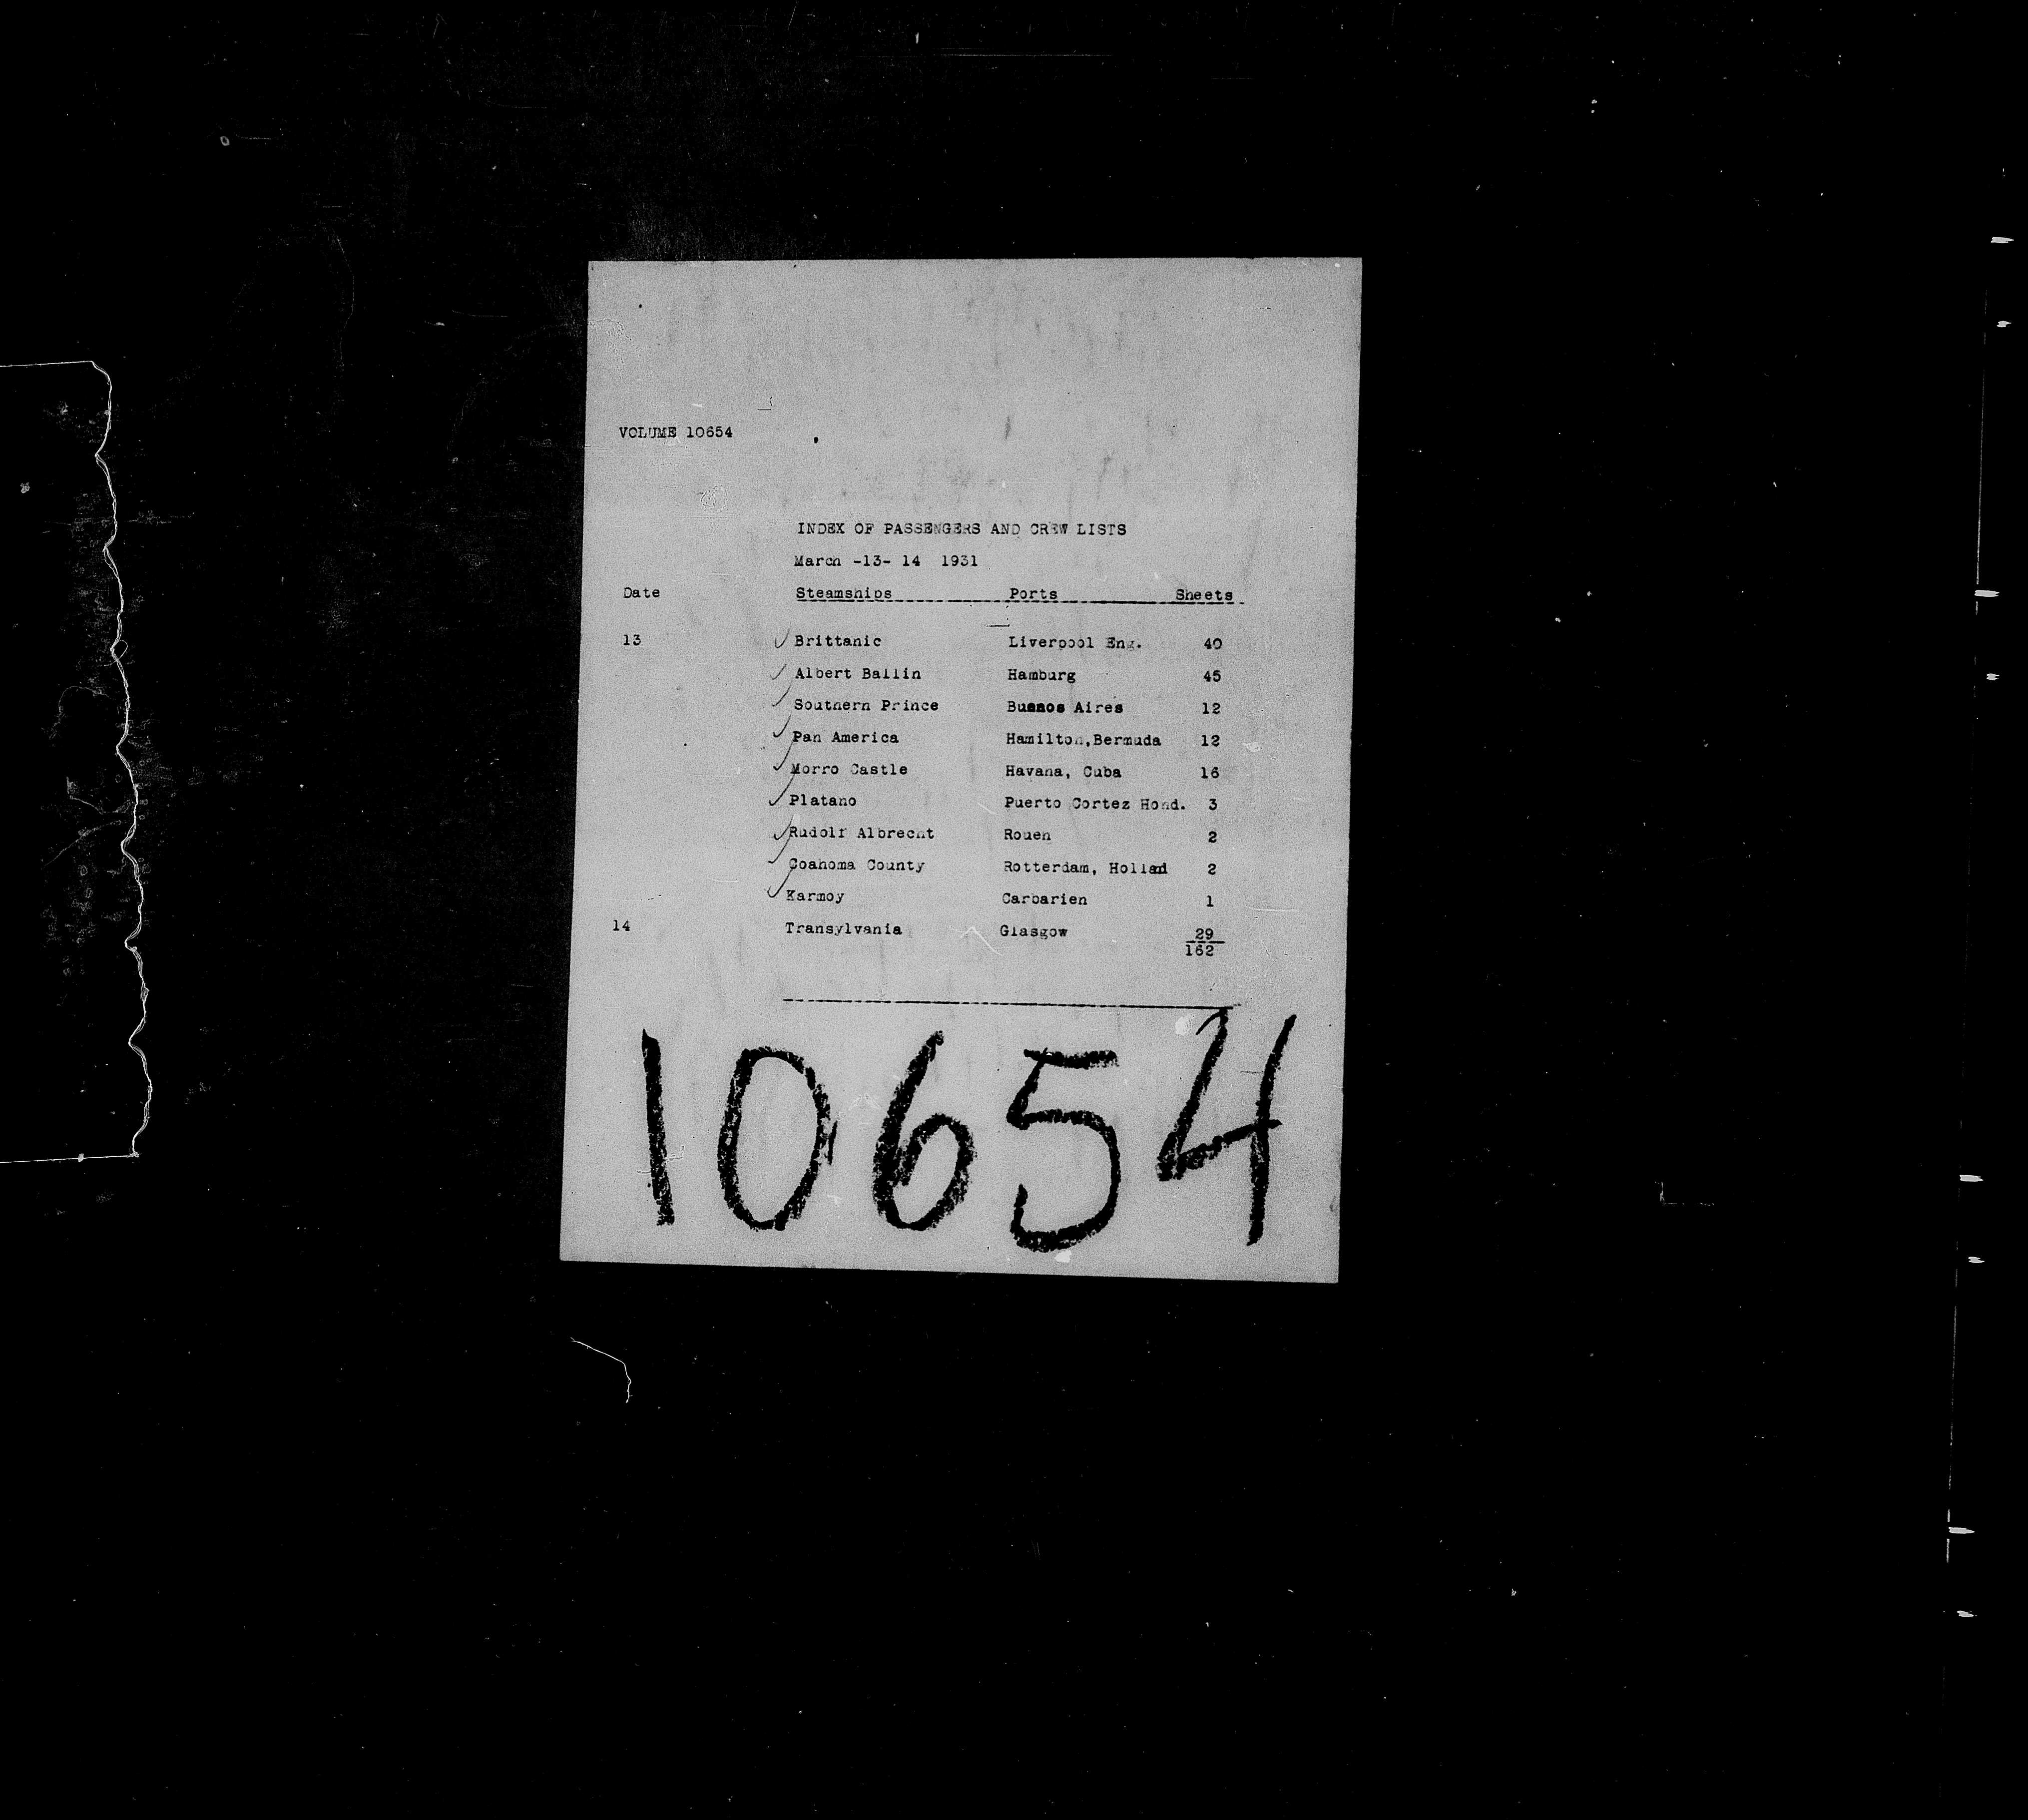 VOLUME 10654
INDEX OF PASSENGERS AND CREW LISTS
March -13- 14 1931
Date Steamships Ports Sheets
13 Brittanic Liverpool Eng. 40
Albert Ballin Hamburg 45
Southern Prince Buenos Aires 12
Pan America Hamilton,Bermuda 12
Morro Castle Havana, Cuba 16
Platano Puerto Cortez Hond. 3
Rudolf Albrecht Rouen 2
Coahoma County Rotterdam, Holland 2
Karmoy Carbarien 1
14 Transylvania Glasgow 29
162
10654